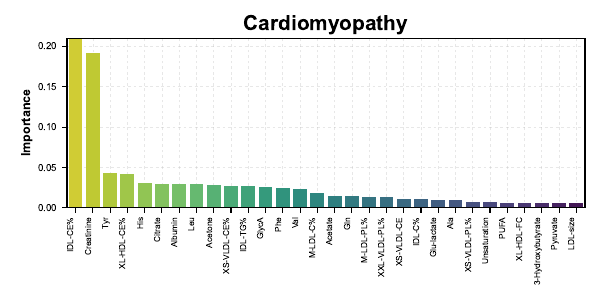 Cardiomyopathy
Importance
0.20
0.15
0.10
0.05
0.00
IDL-CE%
Creatinine
Tyr
XL-HDL-CE%
His
Citrate
Albumin
Leu
Acetone
XS-VLDL-CE%
IDL-TG%
GlycA
Phe
Val
M-LDL-C%
Acetate
Gln
M-LDL-PL%
XXL-VLDL-PL%
XS-VLDL-CE
IDL-C%
Glu-lactate
Ala
XS-VLDL-PL%
Unsaturation
PUFA
XL-HDL-FC
3-Hydroxybutyrate
Pyruvate
LDL-size